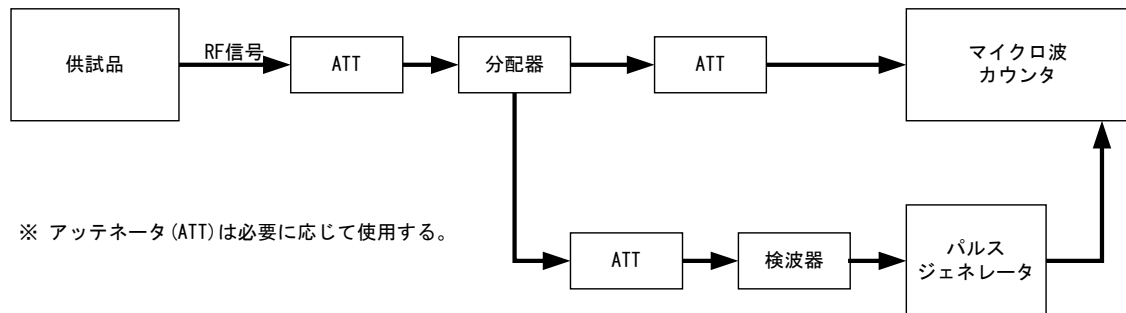 供試品
RF信号
ATT
分配器
ATT
マイクロ波
カウンタ
※ アッテネータ(ATT)は必要に応じて使用する。
ATT
検波器
パルス
ジェネレータ